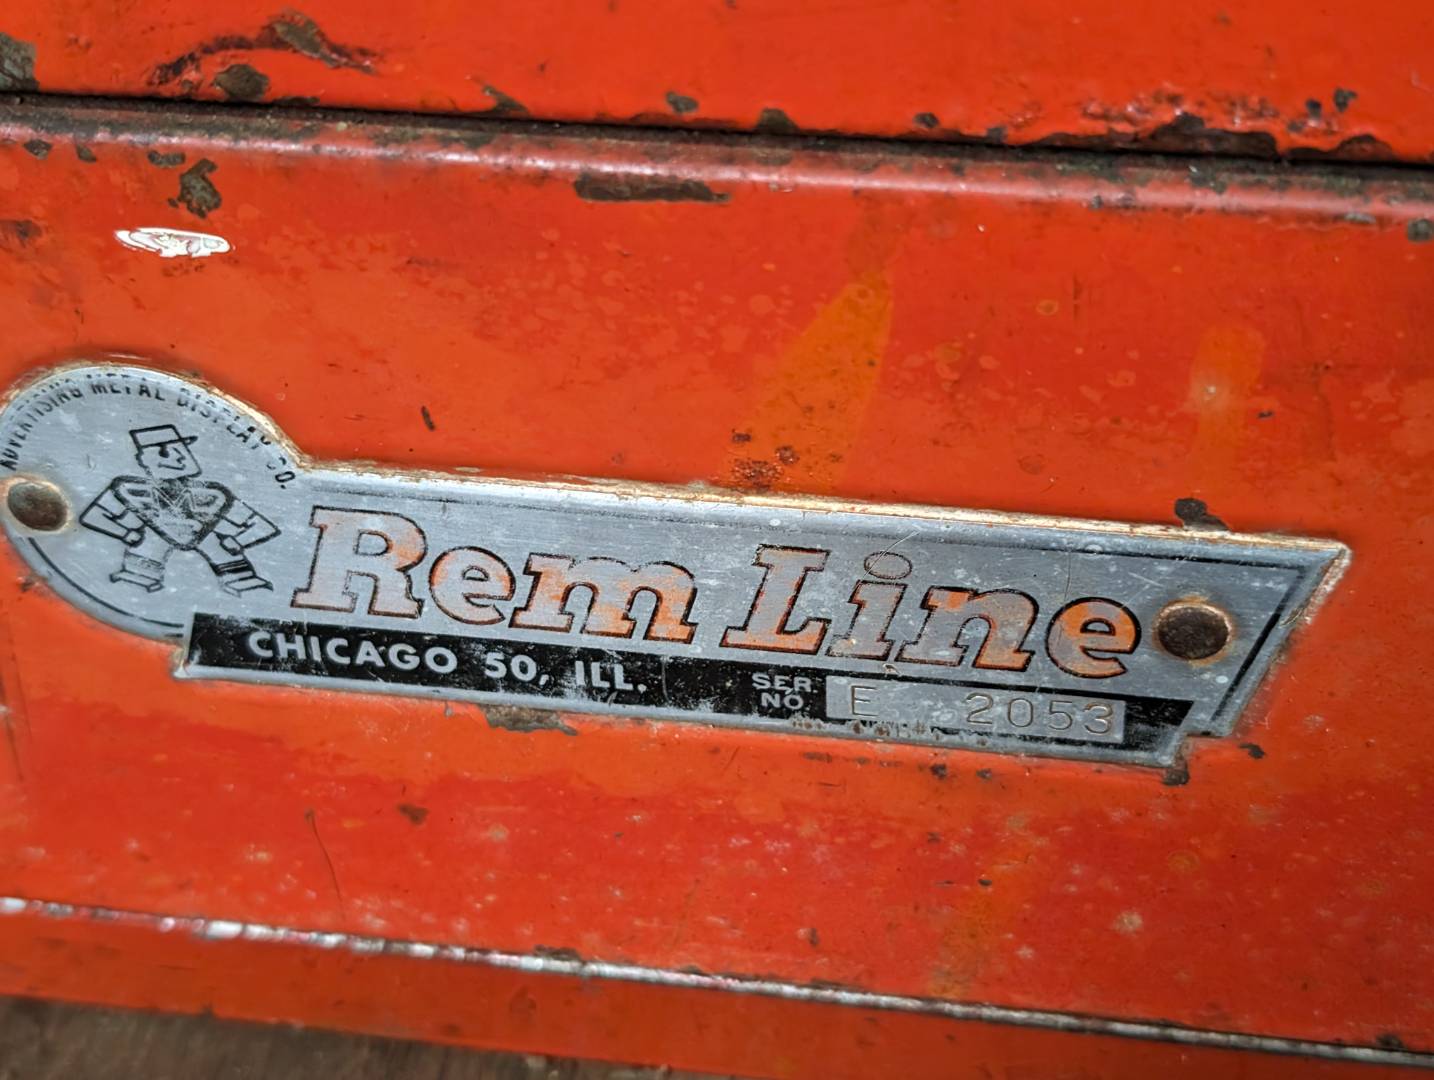 ADVERTISING METAL DISPLAY CO.
Rem Line
CHICAGO 50, ILL.
SER. NO. E 2053